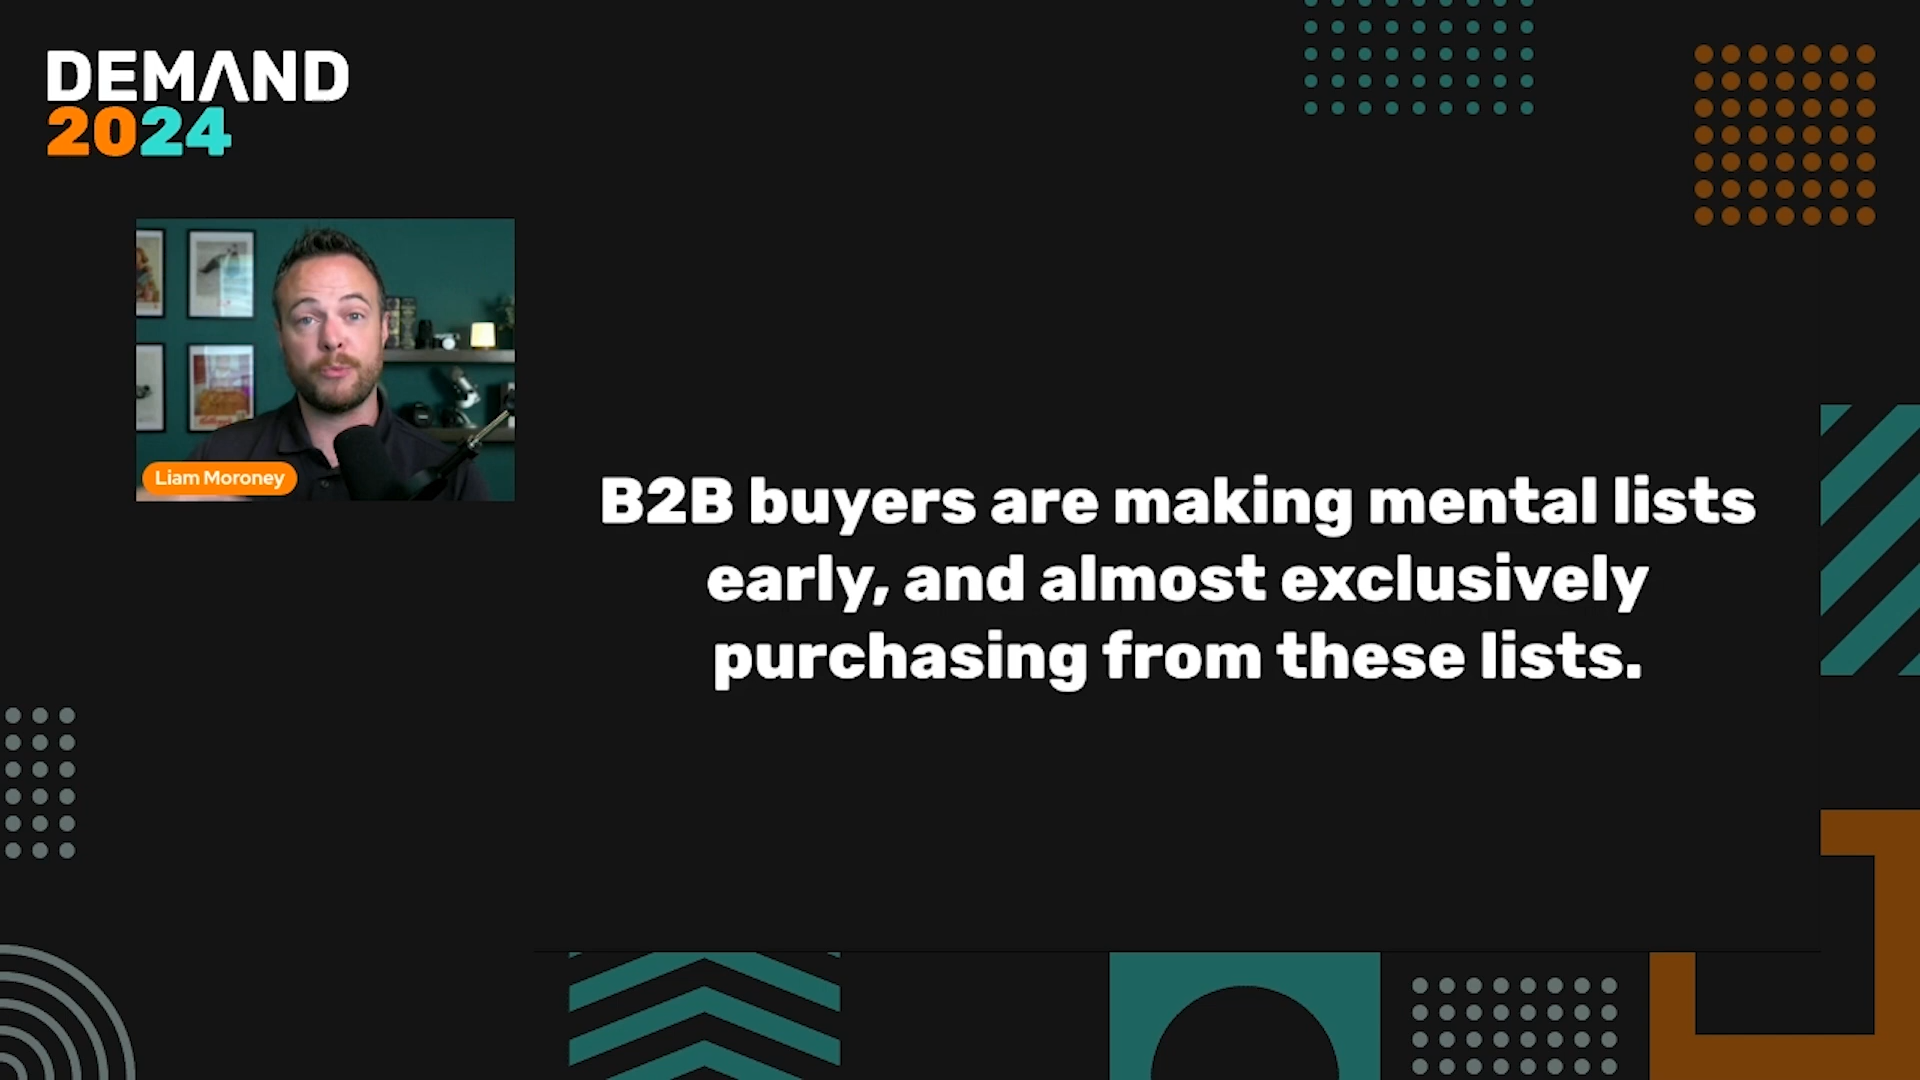 DEMAND
2024
Liam Moroney
B2B buyers are making mental lists
early, and almost exclusively
purchasing from these lists.